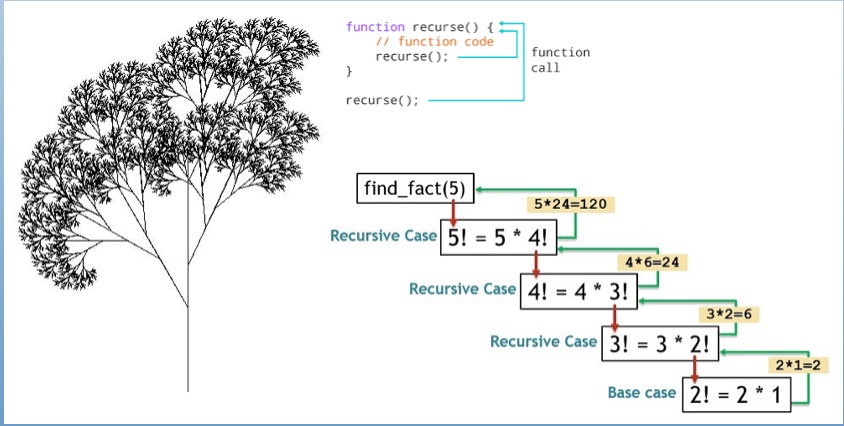 function recurse() {
// function code
recurse();
}
function
call
recurse();
find_fact(5)
5*24=120
Recursive Case 5! = 5 * 4!
4*6=24
Recursive Case 4! = 4 * 3!
3*2=6
Recursive Case 3! = 3 * 2!
2*1=2
Base case 2! = 2 * 1